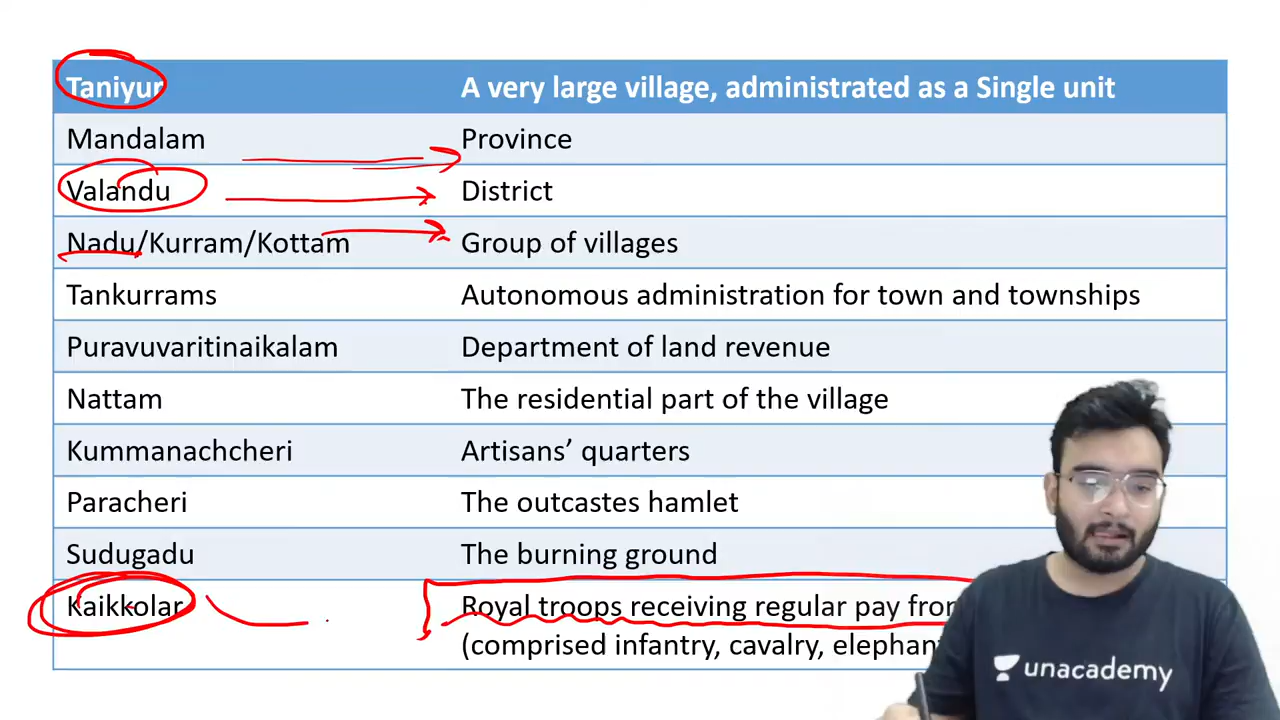 Taniyur A very large village, administrated as a Single unit
Mandalam Province
Valandu District
Nadu/Kurram/Kottam Group of villages
Tankurrams Autonomous administration for town and townships
Puravuvaritinaikalam Department of land revenue
Nattam The residential part of the village
Kummanachcheri Artisans’ quarters
Paracheri The outcastes hamlet
Sudugadu The burning ground
Kaikkolar Royal troops receiving regular pay
(comprised infantry, cavalry,
unacademy